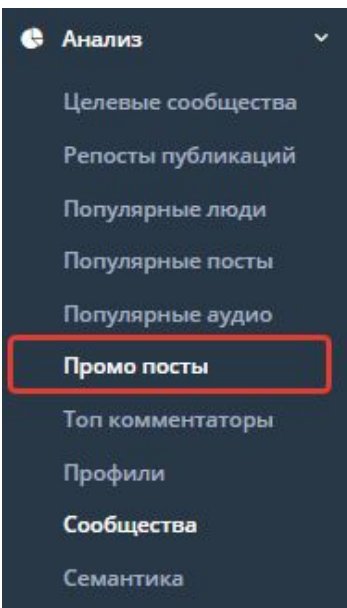 Анализ
Целевые сообщества
Репосты публикаций
Популярные люди
Популярные посты
Популярные аудио
Промо посты
Топ комментаторы
Профили
Сообщества
Семантика